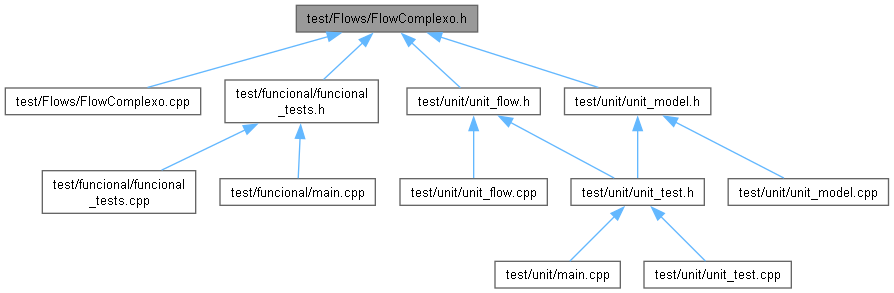 test/Flows/FlowComplexo.h
test/Flows/FlowComplexo.cpp
test/funcional/funcional
_tests.h
test/unit/unit_flow.h
test/unit/unit_model.h
test/funcional/funcional
_tests.cpp
test/funcional/main.cpp
test/unit/unit_flow.cpp
test/unit/unit_test.h
test/unit/unit_model.cpp
test/unit/main.cpp
test/unit/unit_test.cpp